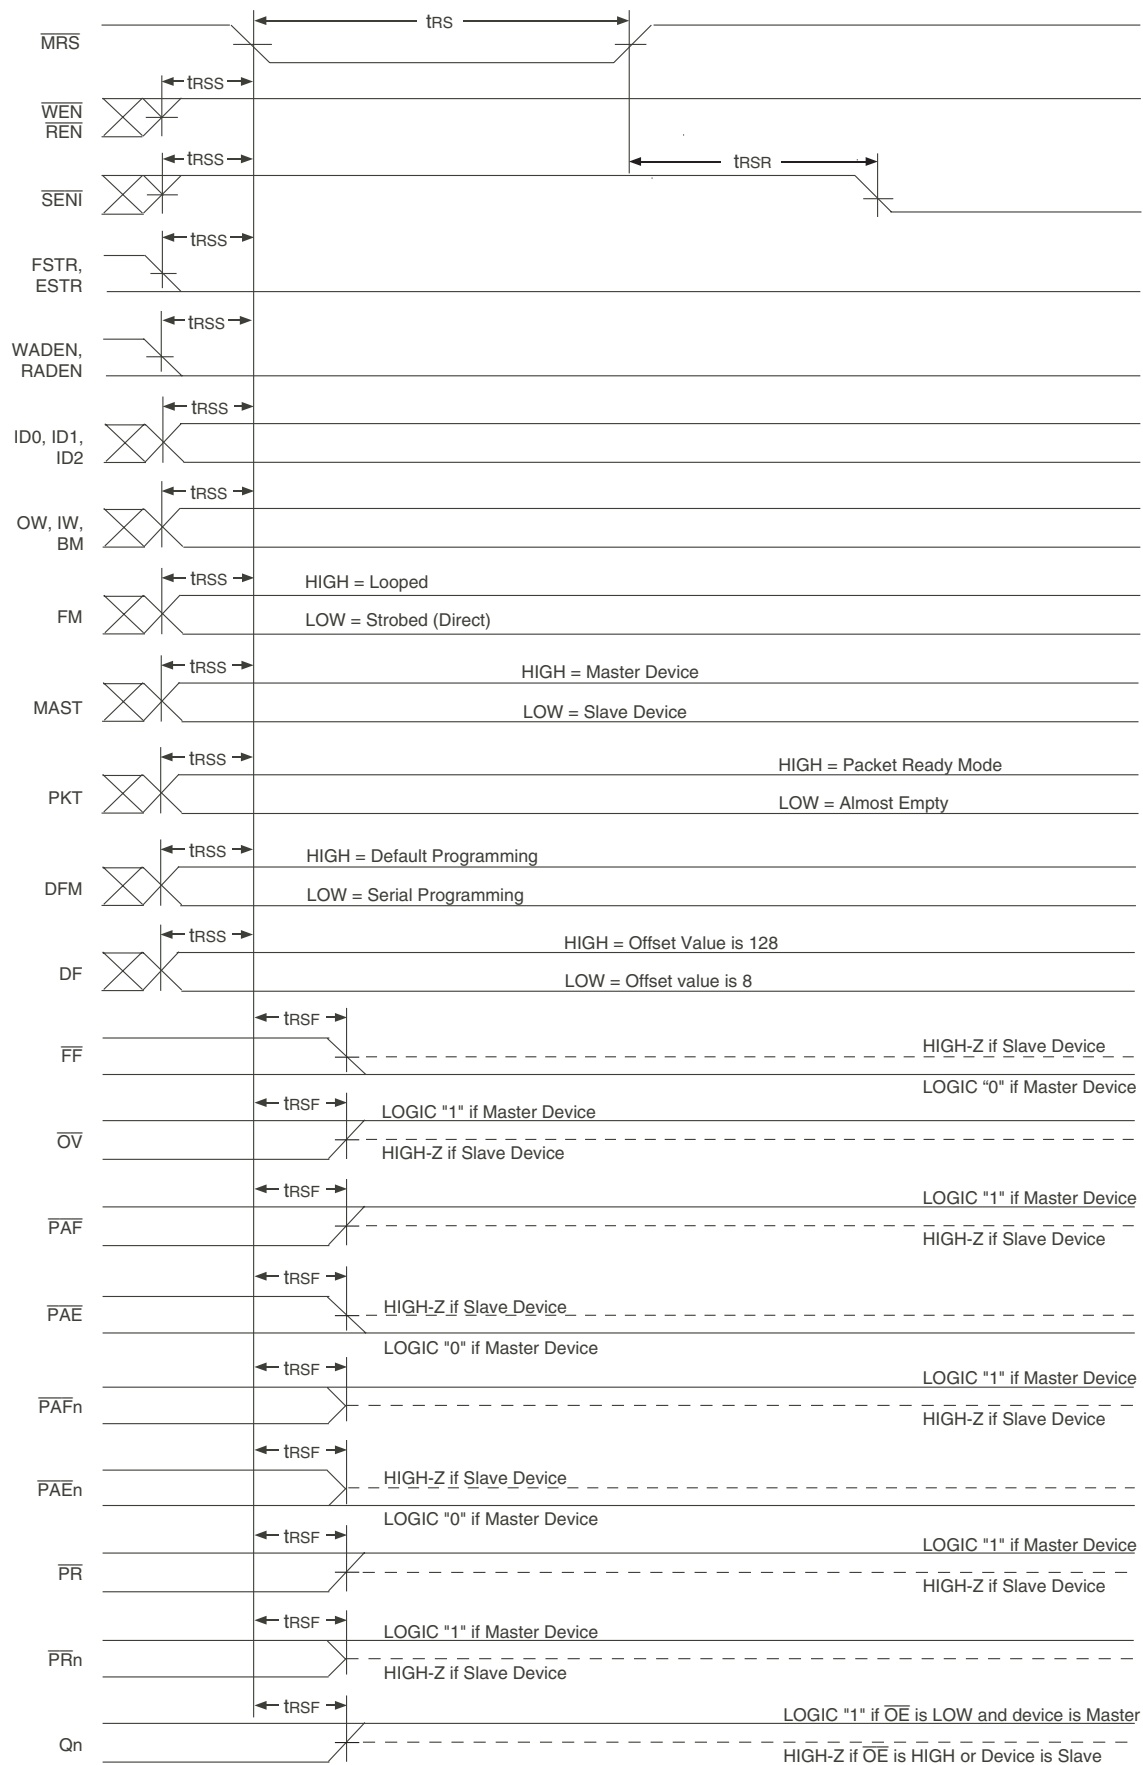 tRS
MRS
tRSS
WEN
REN
tRSS
tRSR
SENI
tRSS
FSTR,
ESTR
tRSS
WADEN,
RADEN
tRSS
ID0, ID1,
ID2
tRSS
OW, IW,
BM
tRSS
HIGH = Looped
FM
LOW = Strobed (Direct)
tRSS
HIGH = Master Device
MAST
LOW = Slave Device
tRSS
HIGH = Packet Ready Mode
PKT
LOW = Almost Empty
tRSS
HIGH = Default Programming
DFM
LOW = Serial Programming
tRSS
HIGH = Offset Value is 128
DF
LOW = Offset value is 8
tRSF
FF
HIGH-Z if Slave Device
LOGIC “0" if Master Device
tRSF
LOGIC "1" if Master Device
OV
HIGH-Z if Slave Device
tRSF
LOGIC "1" if Master Device
PAF
HIGH-Z if Slave Device
tRSF
PAE
HIGH-Z if Slave Device
LOGIC "0" if Master Device
tRSF
LOGIC "1" if Master Device
PAFn
HIGH-Z if Slave Device
tRSF
HIGH-Z if Slave Device
PAEn
LOGIC "0" if Master Device
tRSF
LOGIC "1" if Master Device
PR
HIGH-Z if Slave Device
tRSF
LOGIC "1" if Master Device
PRn
HIGH-Z if Slave Device
tRSF
LOGIC "1" if OE is LOW and device is Master
Qn
HIGH-Z if OE is HIGH or Device is Slave